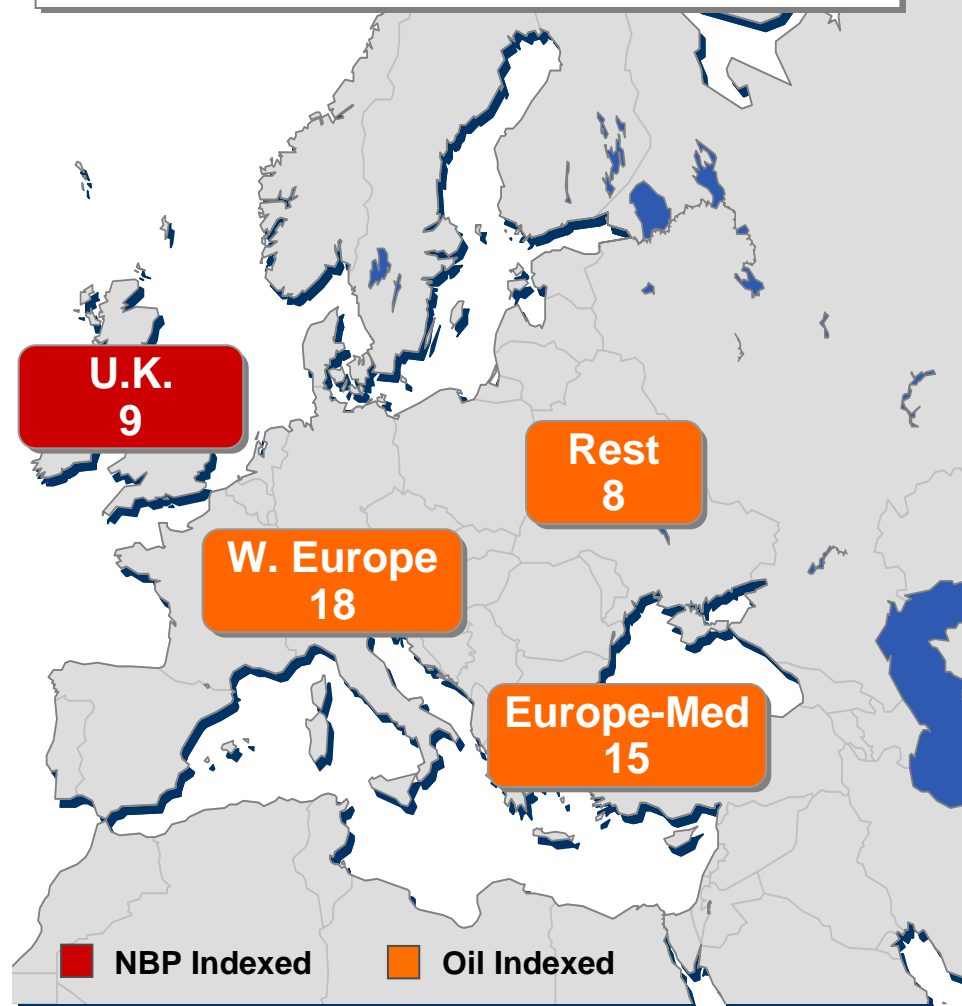 U.K.
9
Rest
8
W. Europe
18
Europe-Med
15
NBP Indexed
Oil Indexed